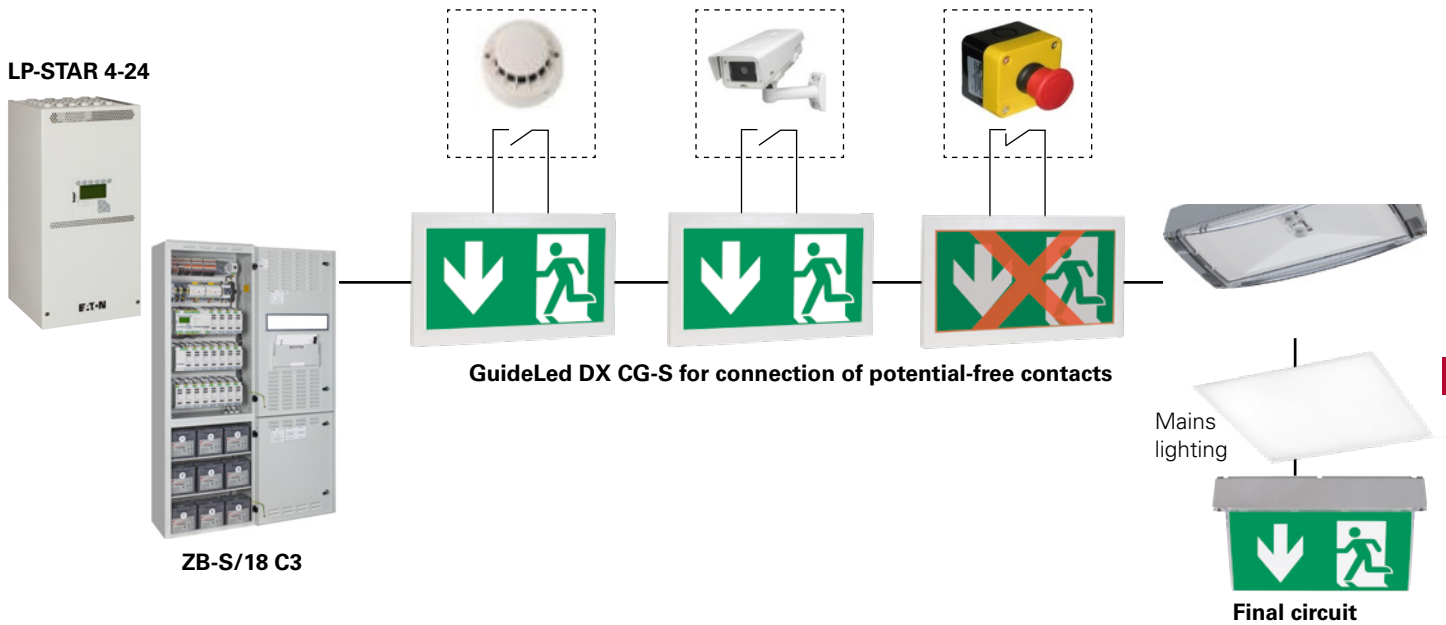 LP-STAR 4-24
EATON
ZB-S/18 C3
GuideLed DX CG-S for connection of potential-free contacts
Mains
lighting
Final circuit